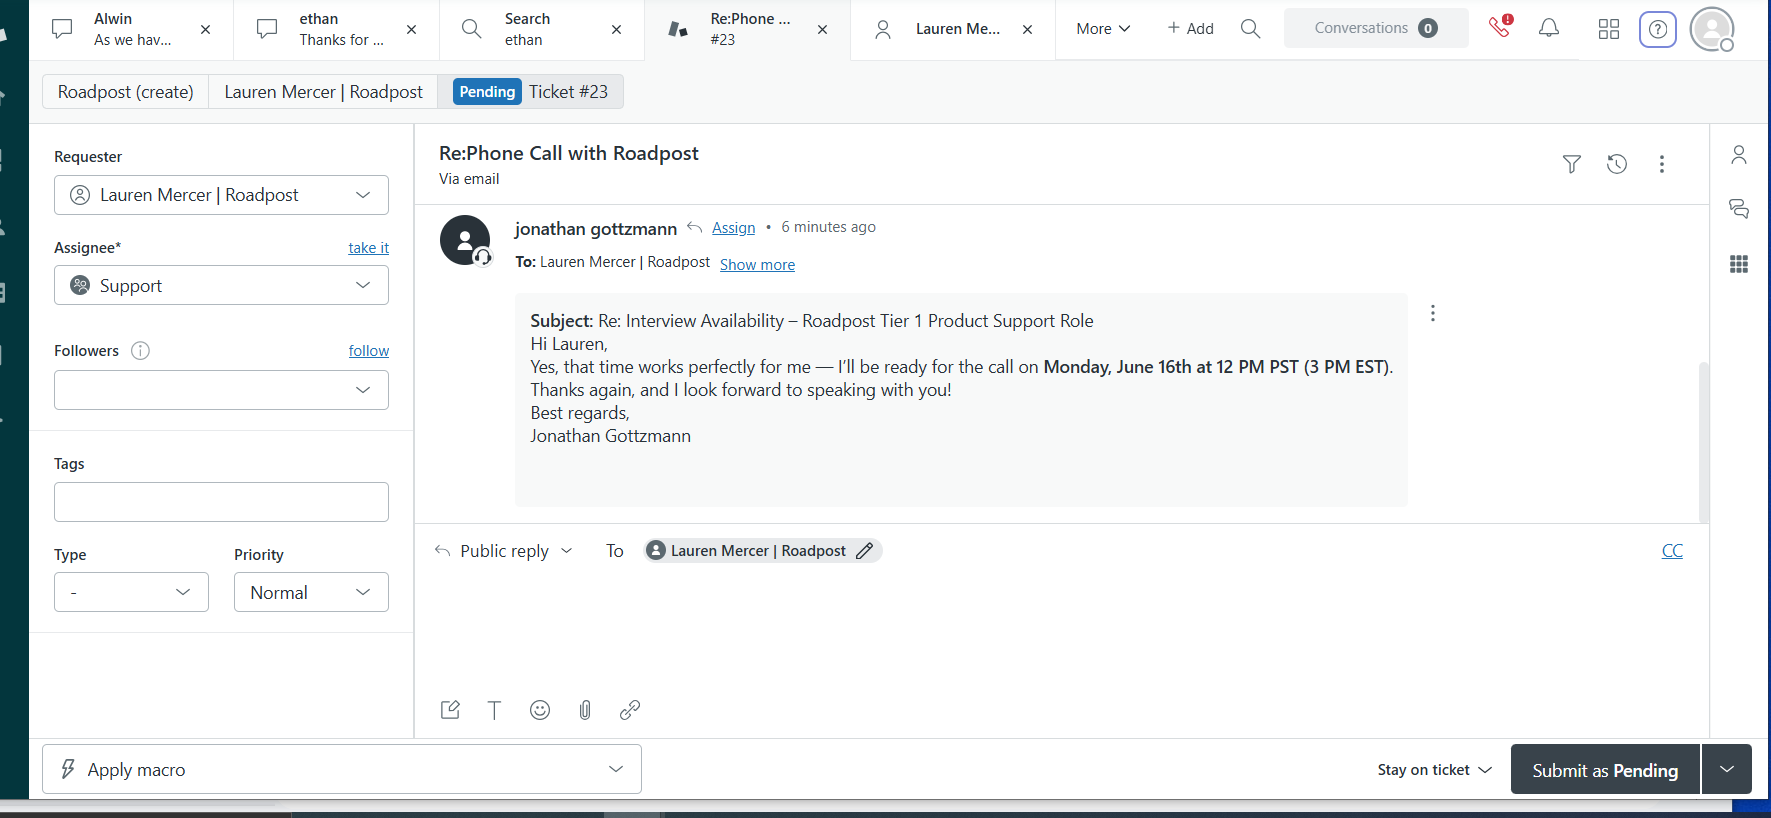 Alwin
As we hav...
ethan
Thanks for ...
Search
ethan
Re:Phone ...
#23
Lauren Me...
More
+ Add
Conversations 0
Roadpost (create)
Lauren Mercer | Roadpost
Pending Ticket #23
Requester
Lauren Mercer | Roadpost
Assignee*
take it
Support
Followers
follow
Tags
Type
Priority
-
Normal
Re:Phone Call with Roadpost
Via email
jonathan gottzmann Assign • 6 minutes ago
To: Lauren Mercer | Roadpost Show more
Subject: Re: Interview Availability – Roadpost Tier 1 Product Support Role
Hi Lauren,
Yes, that time works perfectly for me — I'll be ready for the call on Monday, June 16th at 12 PM PST (3 PM EST).
Thanks again, and I look forward to speaking with you!
Best regards,
Jonathan Gottzmann
Public reply To Lauren Mercer | Roadpost CC
Apply macro
Stay on ticket
Submit as Pending